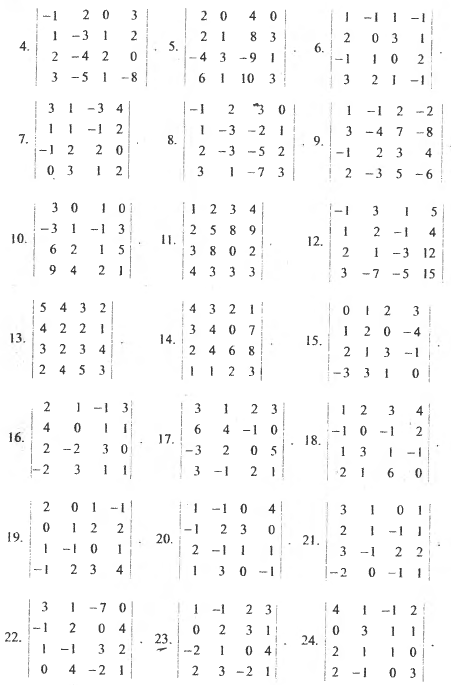 4.
-1 2 0 3
1 -3 1 2
2 -4 2 0
3 -5 1 -8
5.
2 0 4 0
2 1 8 3
-4 3 -9 1
6 1 10 3
6.
1 -1 1 -1
2 0 3 1
-1 1 0 2
3 2 1 -1
7.
3 1 -3 4
1 1 -1 2
-1 2 2 0
0 3 1 2
8.
-1 2 3 0
1 -3 -2 1
2 -3 -5 2
3 1 -7 3
9.
1 -1 2 -2
3 -4 7 -8
-1 2 3 4
2 -3 5 -6
10.
3 0 1 0
-3 1 -1 3
6 2 1 5
9 4 2 1
11.
1 2 3 4
2 5 8 9
3 8 0 2
4 3 3 3
12.
-1 3 1 5
1 2 -1 4
2 1 -3 12
3 -7 -5 15
13.
5 4 3 2
4 2 2 1
3 2 3 4
2 4 5 3
14.
4 3 2 1
3 4 0 7
2 4 6 8
1 1 2 3
15.
0 1 2 3
1 2 0 -4
2 1 3 -1
-3 3 1 0
16.
2 1 -1 3
4 0 1 1
2 -2 3 0
-2 3 1 1
17.
3 1 2 3
6 4 -1 0
-3 2 0 5
3 -1 2 1
18.
1 2 3 4
-1 0 -1 2
1 3 1 -1
2 1 6 0
19.
2 0 1 -1
0 1 2 2
1 -1 0 1
-1 2 3 4
20.
1 -1 0 4
-1 2 3 0
2 -1 1 1
1 3 0 -1
21.
3 1 0 1
2 1 -1 1
3 -1 2 2
-2 0 -1 1
22.
3 1 -7 0
-1 2 0 4
1 -1 3 2
0 4 -2 1
23.
1 -1 2 3
0 2 3 1
-2 1 0 4
2 3 -2 1
24.
4 1 -1 2
0 3 1 1
2 1 1 0
2 -1 0 3